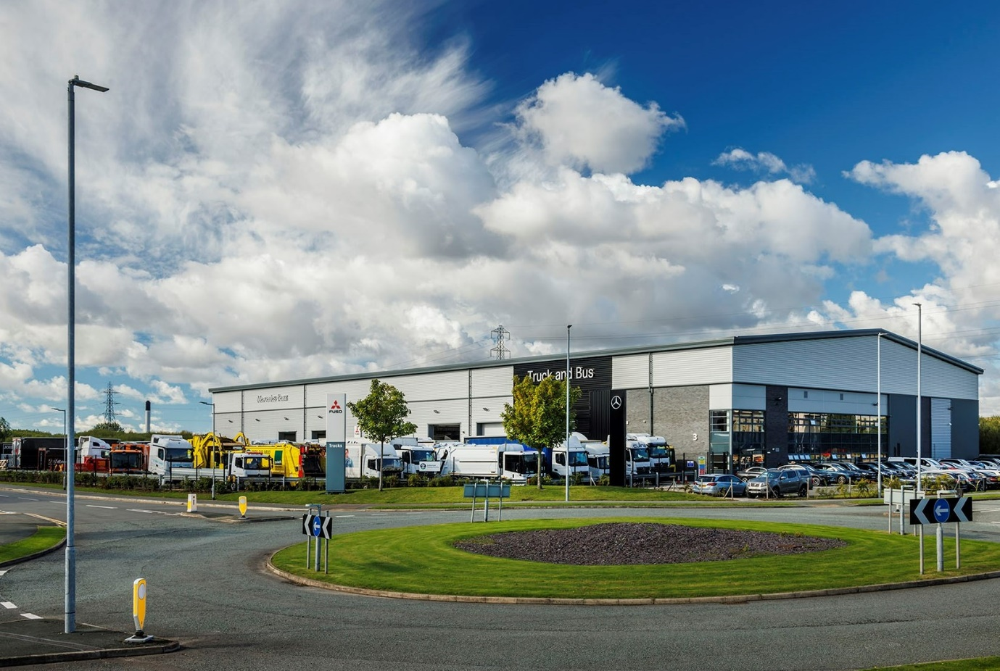 Truck and Bus
Mercedes-Benz
FUSO
Trucks
3